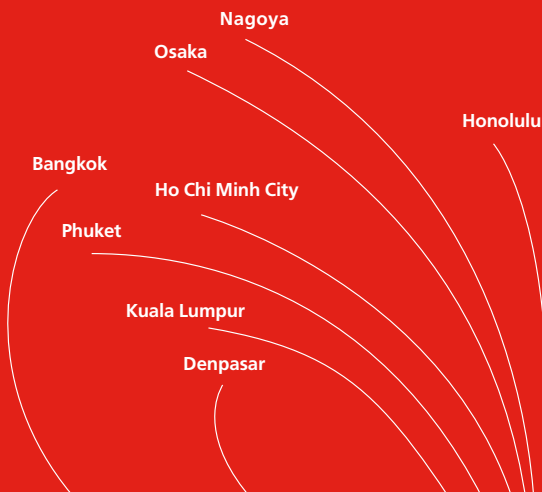 Nagoya
Osaka
Honolulu
Bangkok
Ho Chi Minh City
Phuket
Kuala Lumpur
Denpasar